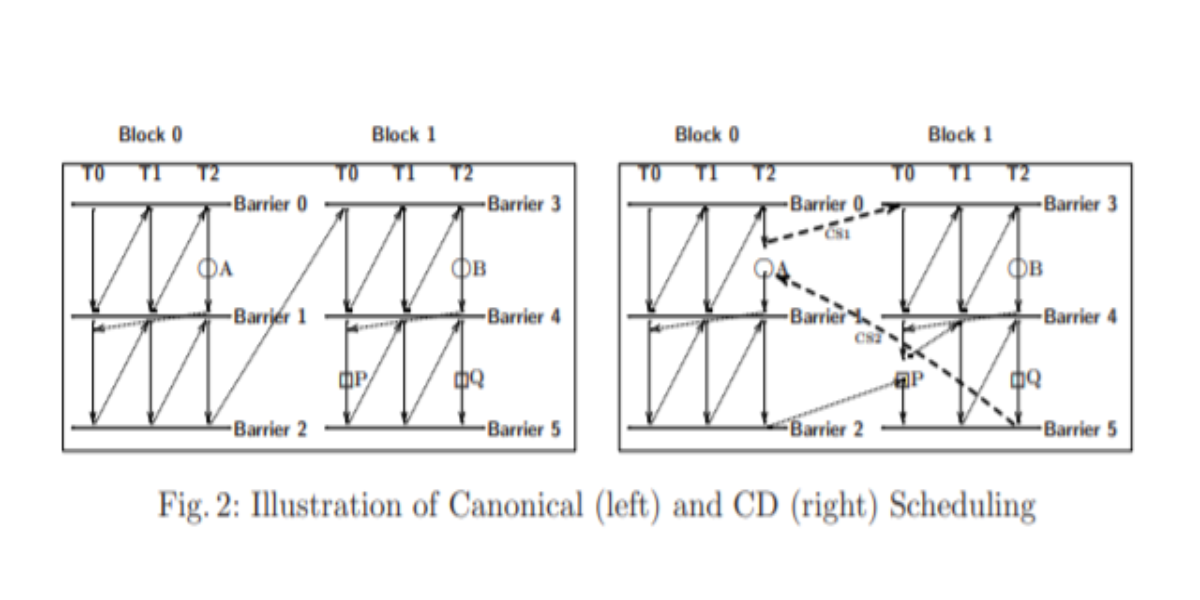 Block 0 Block 1 Block 0 Block 1
T0 T1 T2 T0 T1 T2 T0 T1 T2 T0 T1 T2
Barrier 0 Barrier 3 Barrier 0 Barrier 3
CS1
A B A B
Barrier 1 Barrier 4 Barrier 1 Barrier 4
CS2
P Q P Q
Barrier 2 Barrier 5 Barrier 2 Barrier 5
Fig. 2: Illustration of Canonical (left) and CD (right) Scheduling